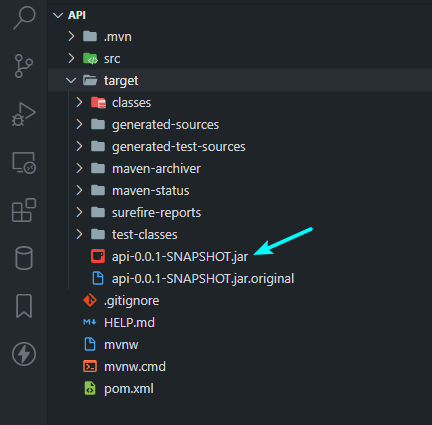 API
.mvn
src
target
classes
generated-sources
generated-test-sources
maven-archiver
maven-status
surefire-reports
test-classes
api-0.0.1-SNAPSHOT.jar
api-0.0.1-SNAPSHOT.jar.original
.gitignore
HELP.md
mvnw
mvnw.cmd
pom.xml